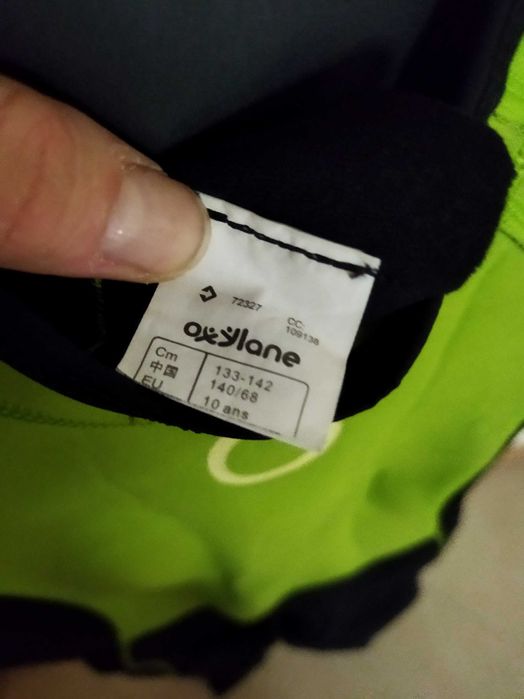 72327
CC:
109138
oxylane
Cm 133-142
中国 140/68
EU 10 ans